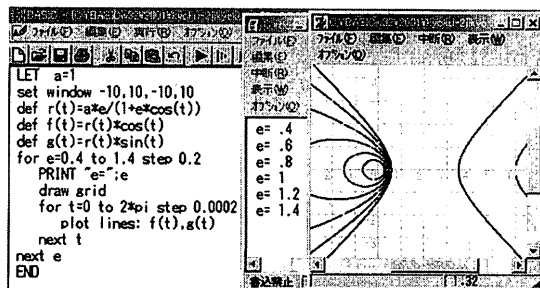 ファイル(F) 編集(E) 実行(R) オプション(O)
LET a=1
set window -10,10,-10,10
def r(t)=a*e/(1+e*cos(t))
def f(t)=r(t)*cos(t)
def g(t)=r(t)*sin(t)
for e=0.4 to 1.4 step 0.2
PRINT "e=";e
draw grid
for t=0 to 2*pi step 0.0002
plot lines: f(t),g(t)
next t
next e
END
ファイル(F)
編集(E)
中断(B)
表示(W)
オプション(O)
e= .4
e= .6
e= .8
e= 1
e= 1.2
e= 1.4
書込禁止
ファイル(F) 編集(E) 中断(B) 表示(W)
オプション(O)